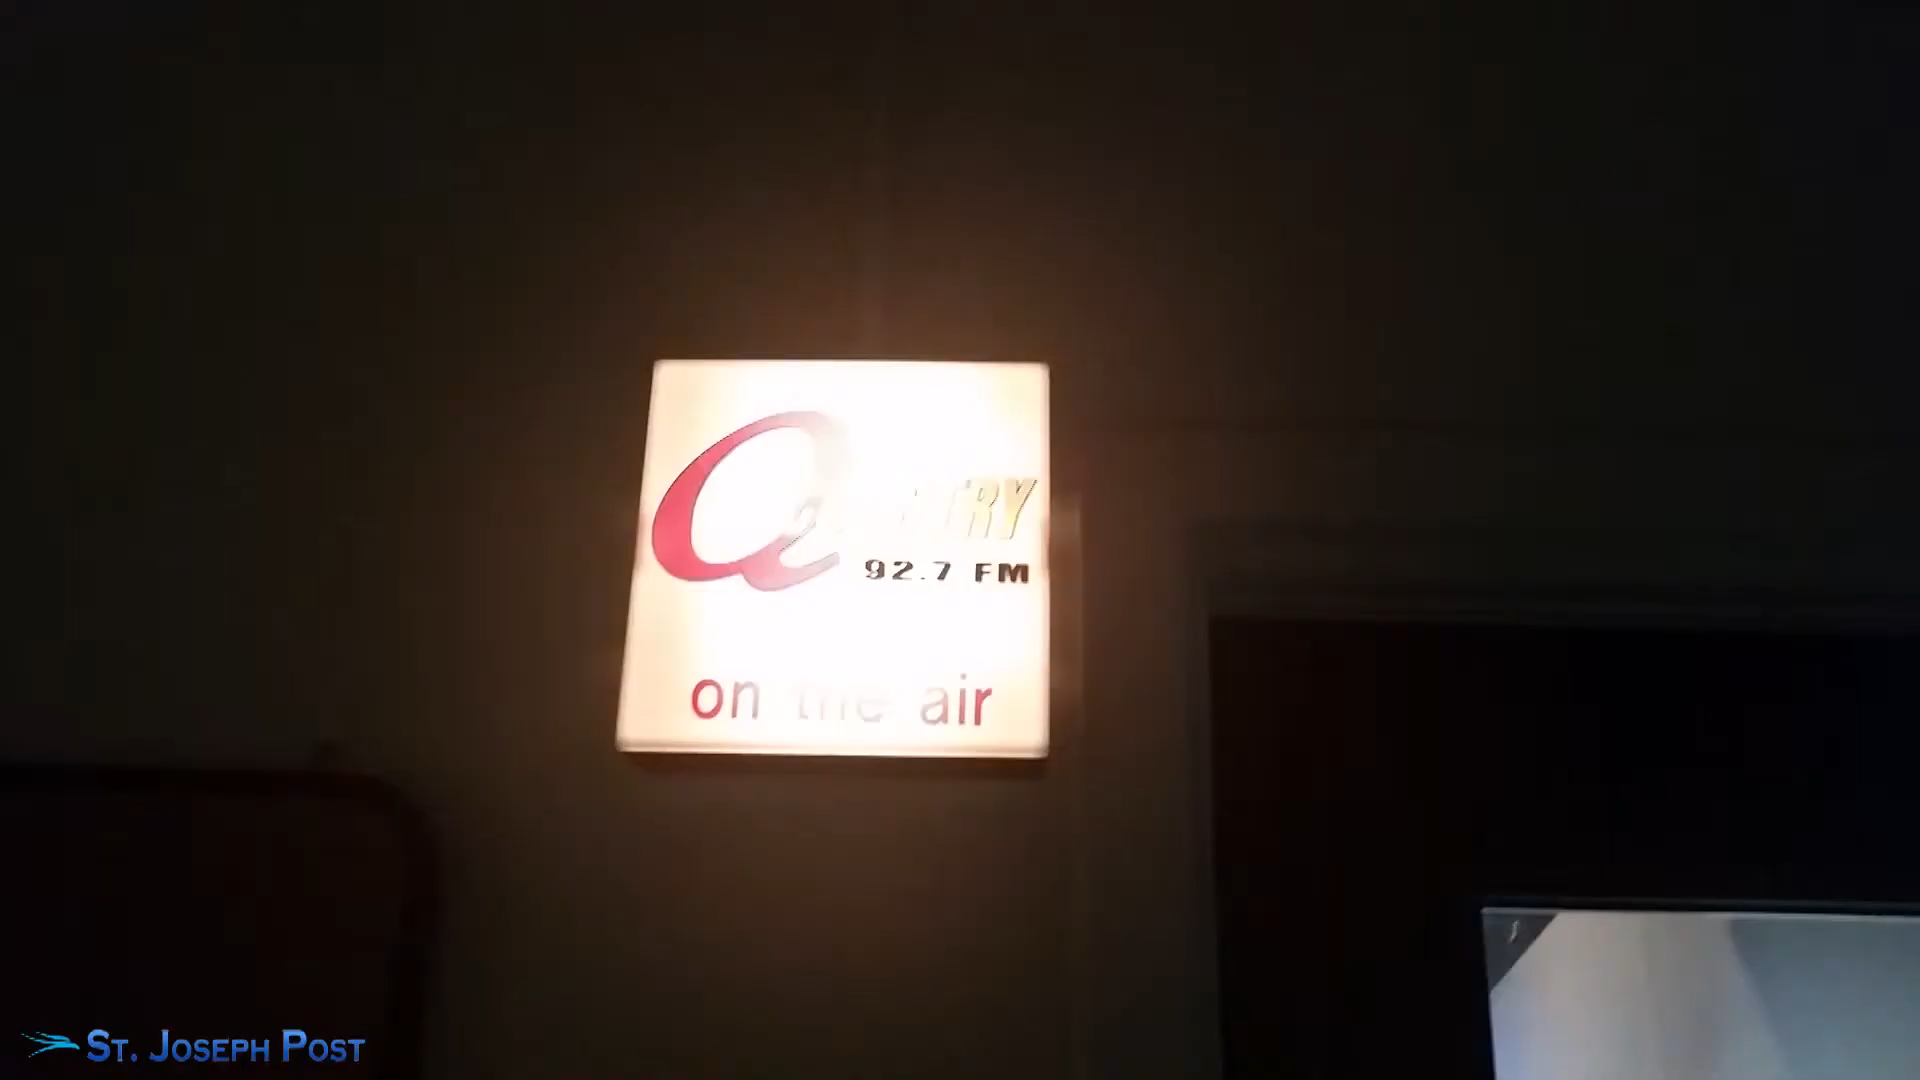 Q
92.7 FM
on the air
St. Joseph Post